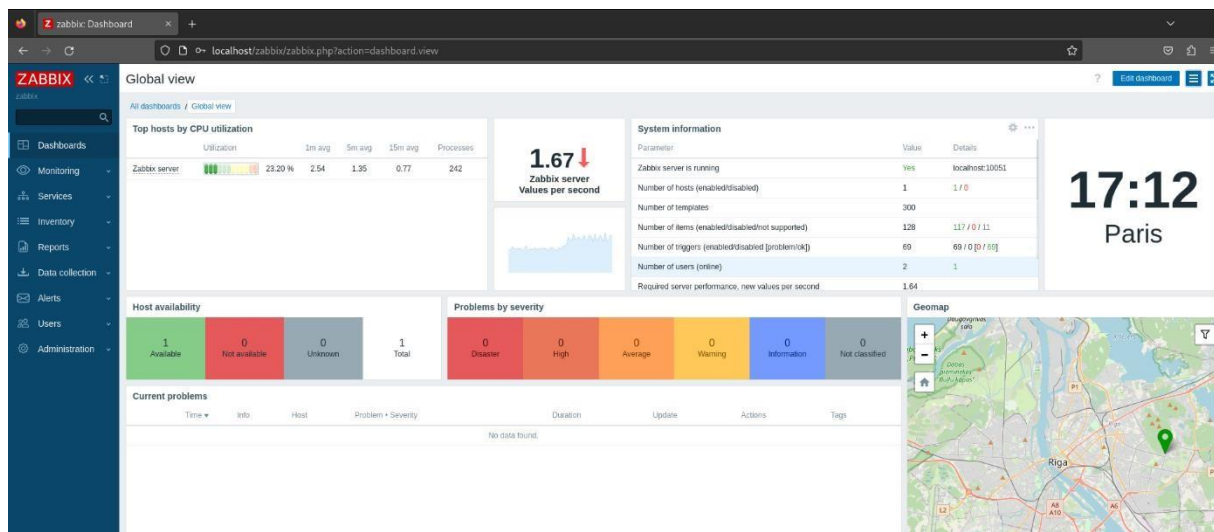 zabbix: Dashboard
localhost/zabbix/zabbix.php?action=dashboard.view
ZABBIX
zabbix
Dashboards
Monitoring
Services
Inventory
Reports
Data collection
Alerts
Users
Administration
Global view
? Edit dashboard
All dashboards / Global view
Top hosts by CPU utilization
Utilization 1m avg 5m avg 15m avg Processes
Zabbix server 23.20 % 2.54 1.35 0.77 242
1.67
Zabbix server
Values per second
System information
Parameter Value Details
Zabbix server is running Yes localhost:10051
Number of hosts (enabled/disabled) 1 1 / 0
Number of templates 300
Number of items (enabled/disabled/not supported) 128 117 / 0 / 11
Number of triggers (enabled/disabled [problem/ok]) 69 69 / 0 [0 / 69]
Number of users (online) 2 1
Required server performance, new values per second 1.64
17:12
Paris
Host availability
1 0 0 1
Available Not available Unknown Total
Problems by severity
0 0 0 0 0 0
Disaster High Average Warning Information Not classified
Current problems
Time Info Host Problem • Severity Duration Update Actions Tags
No data found.
Geomap
+
-
P1
Riga
L2
A8
A10
A6